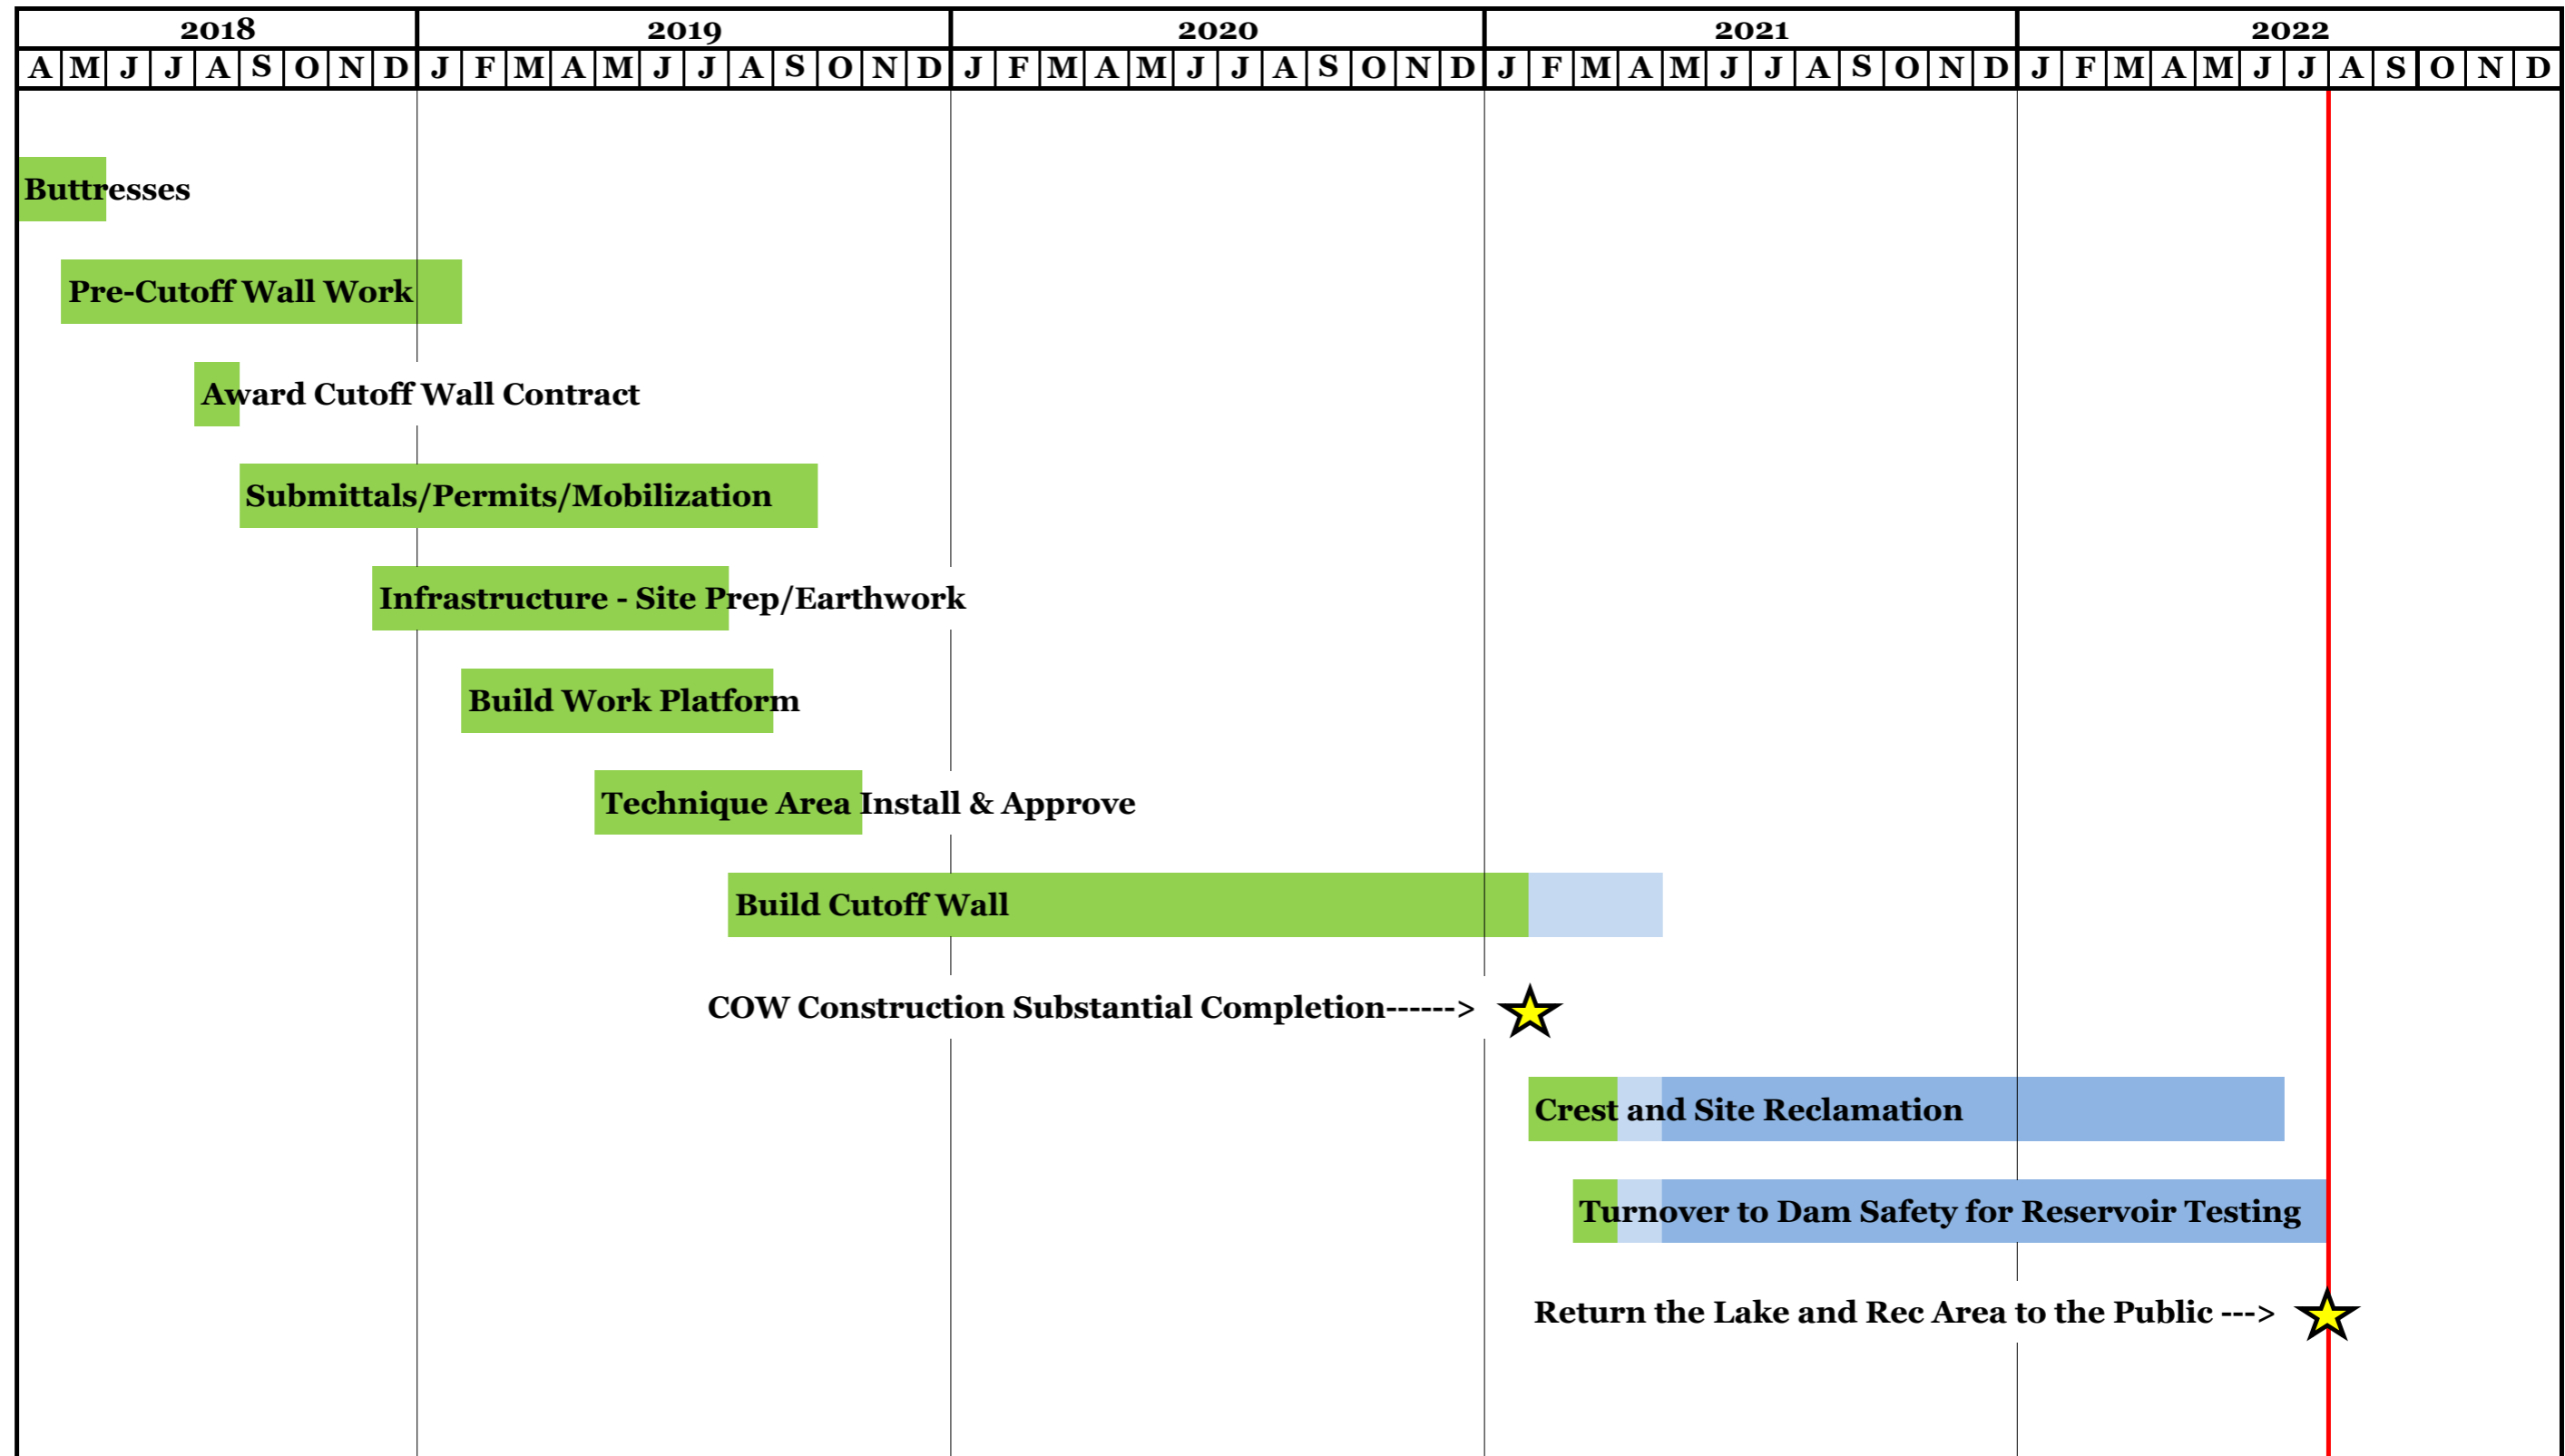 2018 2019 2020 2021 2022
A M J J A S O N D J F M A M J J A S O N D J F M A M J J A S O N D J F M A M J J A S O N D J F M A M J J A S O N D
Buttresses
Pre-Cutoff Wall Work
Award Cutoff Wall Contract
Submittals/Permits/Mobilization
Infrastructure - Site Prep/Earthwork
Build Work Platform
Technique Area Install & Approve
Build Cutoff Wall
COW Construction Substantial Completion------>
Crest and Site Reclamation
Turnover to Dam Safety for Reservoir Testing
Return the Lake and Rec Area to the Public --->